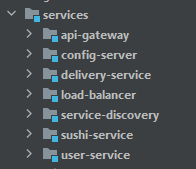 services
api-gateway
config-server
delivery-service
load-balancer
service-discovery
sushi-service
user-service